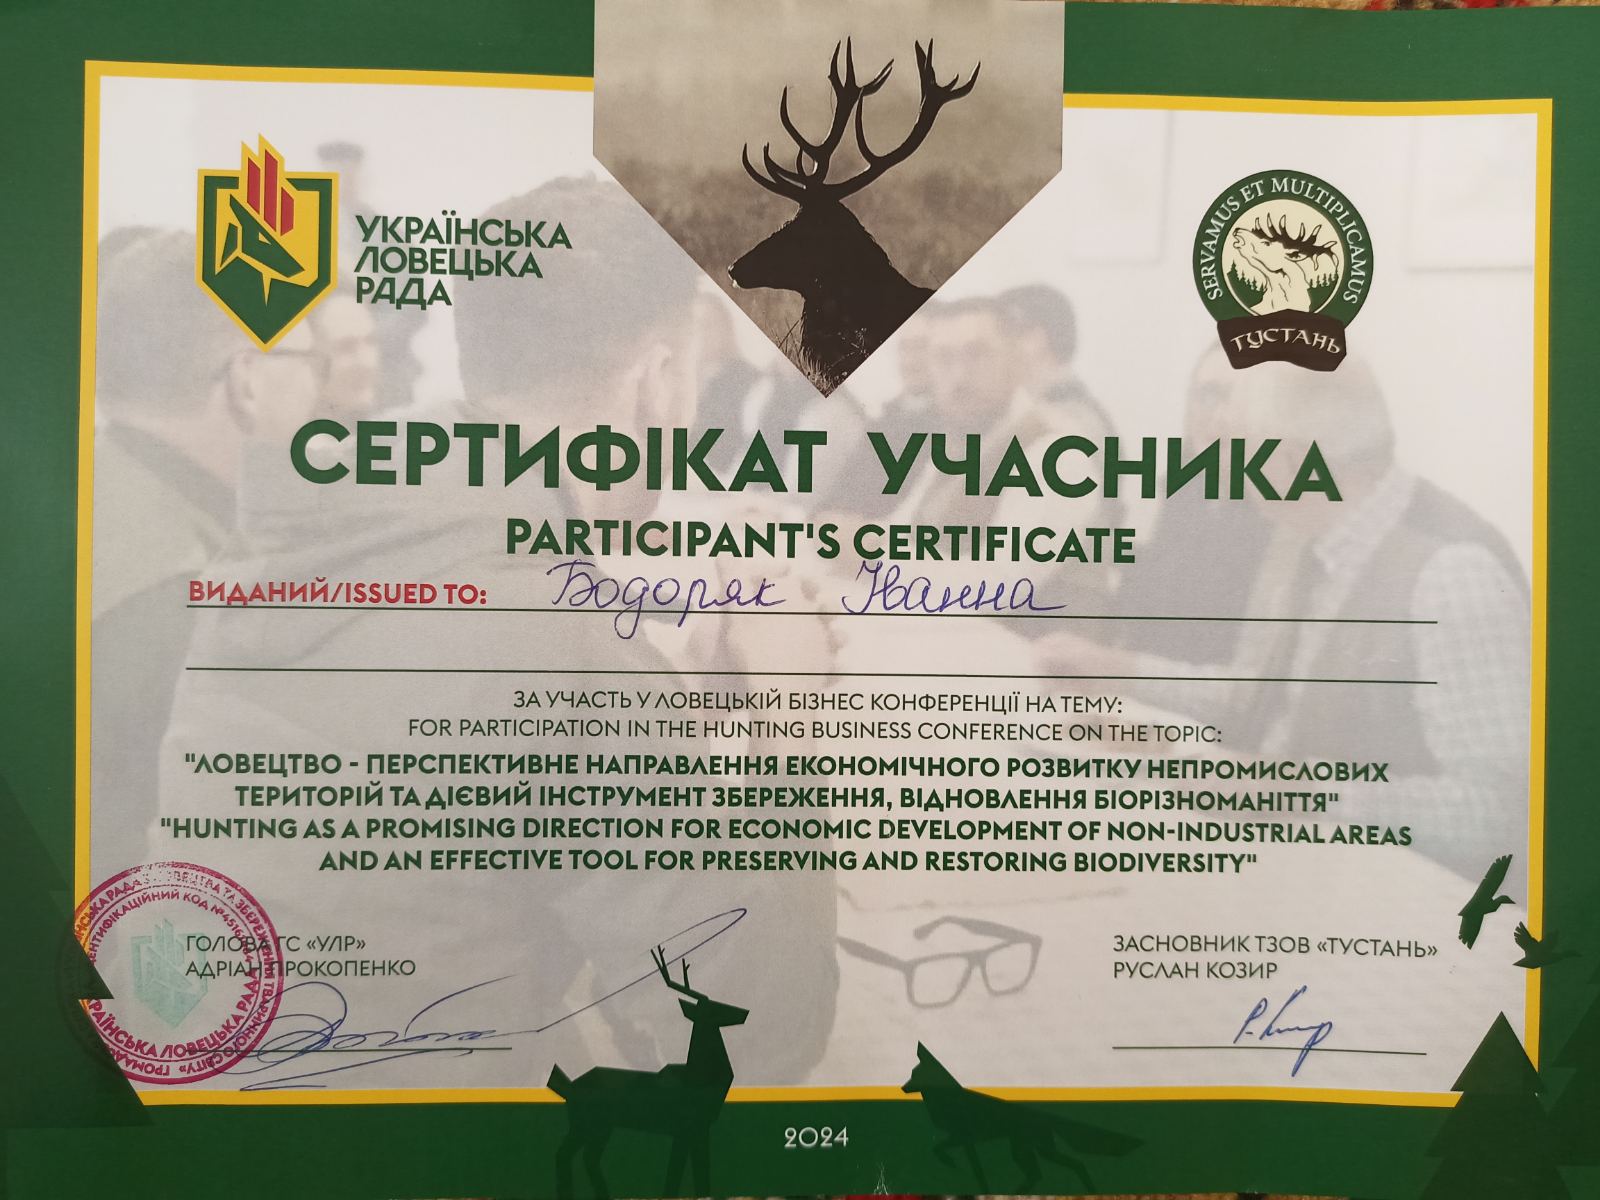 УКРАЇНСЬКА
ЛОВЕЦЬКА
РАДА
SERVAMUS ET MULTIPLICAMUS
ТУСТАНЬ
СЕРТИФІКАТ УЧАСНИКА
PARTICIPANT'S CERTIFICATE
ВИДАНИЙ/ISSUED TO: Бодоряк Іванна
ЗА УЧАСТЬ У ЛОВЕЦЬКІЙ БІЗНЕС КОНФЕРЕНЦІЇ НА ТЕМУ:
FOR PARTICIPATION IN THE HUNTING BUSINESS CONFERENCE ON THE TOPIC:
"ЛОВЕЦТВО - ПЕРСПЕКТИВНЕ НАПРАВЛЕННЯ ЕКОНОМІЧНОГО РОЗВИТКУ НЕПРОМИСЛОВИХ
ТЕРИТОРІЙ ТА ДІЄВИЙ ІНСТРУМЕНТ ЗБЕРЕЖЕННЯ, ВІДНОВЛЕННЯ БІОРІЗНОМАНІТТЯ"
"HUNTING AS A PROMISING DIRECTION FOR ECONOMIC DEVELOPMENT OF NON-INDUSTRIAL AREAS
AND AN EFFECTIVE TOOL FOR PRESERVING AND RESTORING BIODIVERSITY"
ГОЛОВА ГС «УЛР»
АДРІАН ПРОКОПЕНКО
ЗАСНОВНИК ТЗОВ «ТУСТАНЬ»
РУСЛАН КОЗИР
УКРАЇНСЬКА ЛОВЕЦЬКА РАДА
2024